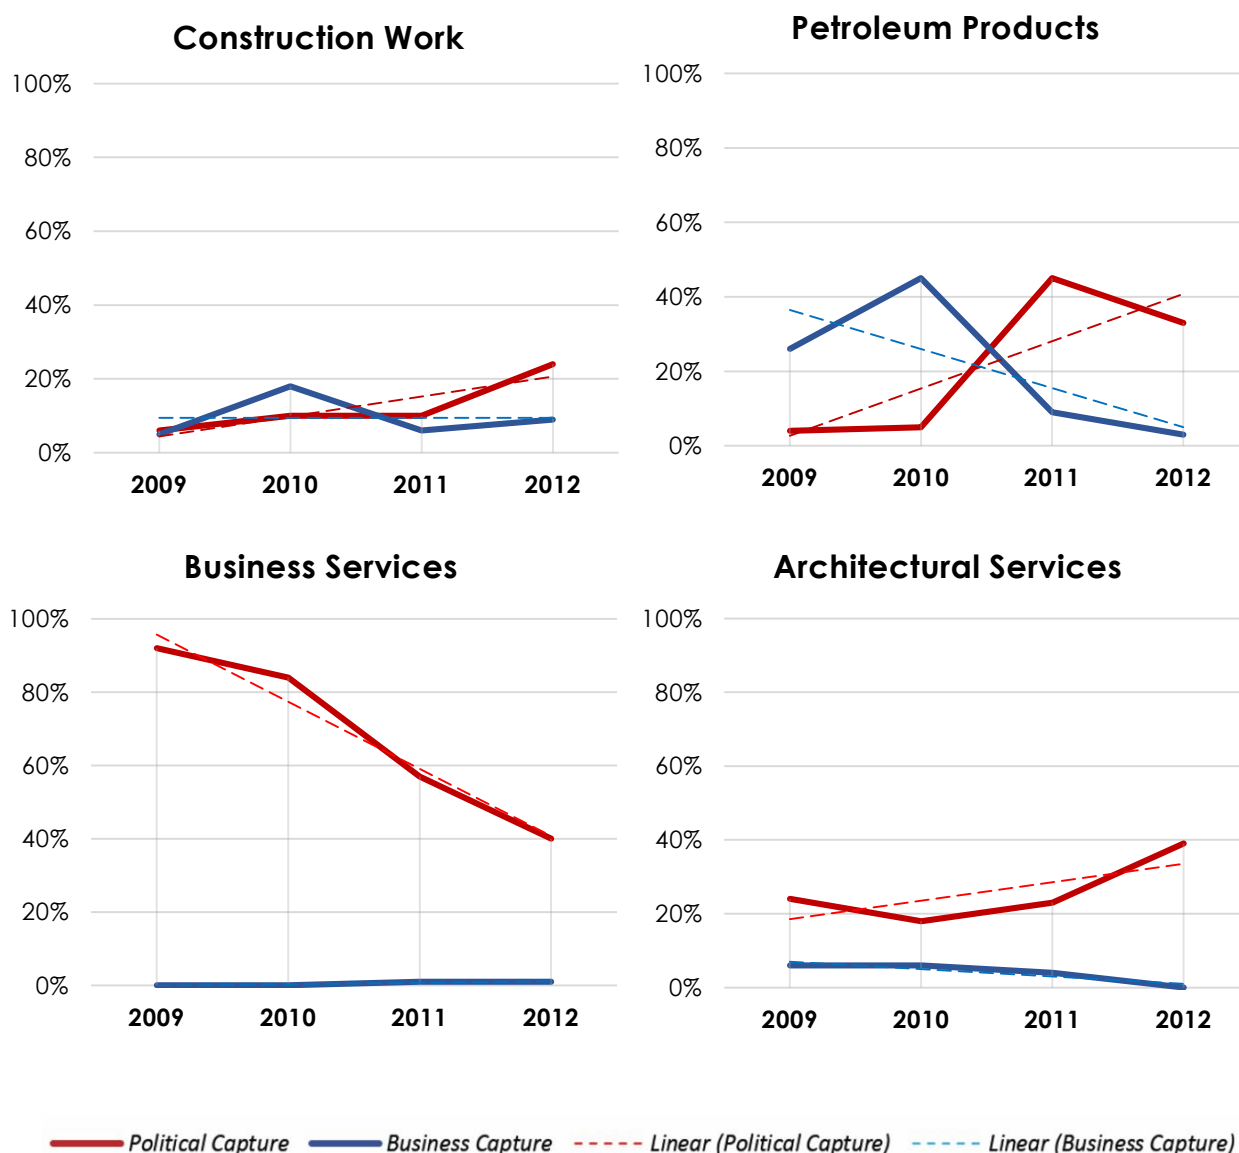 Construction Work
100%
80%
60%
40%
20%
0%
2009 2010 2011 2012
Petroleum Products
100%
80%
60%
40%
20%
0%
2009 2010 2011 2012
Business Services
100%
80%
60%
40%
20%
0%
2009 2010 2011 2012
Architectural Services
100%
80%
60%
40%
20%
0%
2009 2010 2011 2012
Political Capture Business Capture Linear (Political Capture) Linear (Business Capture)